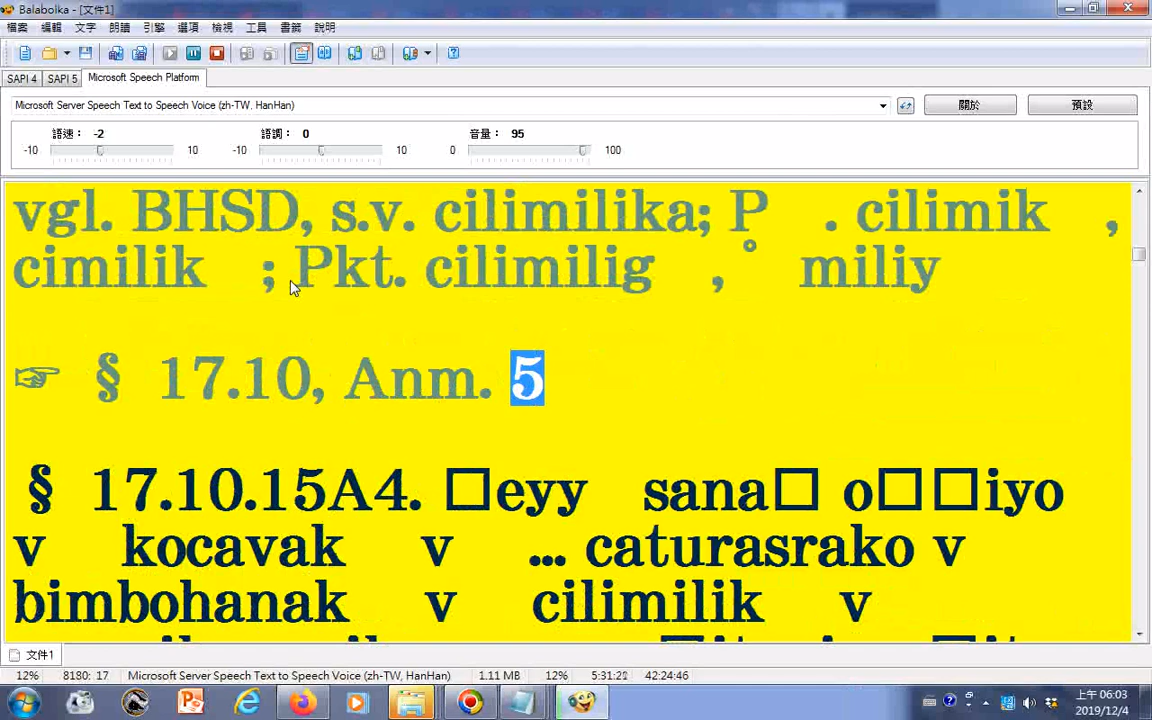 Balabolka - [文件1]
檔案 編輯 文字 朗讀 引擎 選項 檢視 工具 書籤 說明
SAPI 4 SAPI 5 Microsoft Speech Platform
Microsoft Server Speech Text to Speech Voice (zh-TW, HanHan) 關於 預設
語速： -2 語調： 0 音量： 95
-10 10 -10 10 0 100
vgl. BHSD, s.v. cilimilika; P . cilimik ,
cimilik ; Pkt. cilimilig , ° miliy
☞ § 17.10, Anm. 5
§ 17.10.15A4. □eyy sana□ o□□iyo
v kocavak v ... caturasrako v
bimbohanak v cilimilik v
文件1
12% 8180: 17 Microsoft Server Speech Text to Speech Voice (zh-TW, HanHan) 1.11 MB 12% 5:31:21 42:24:46
上午 06:03
2019/12/4